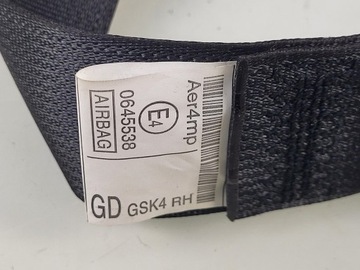 Aer4mp
E4
0645538
AIRBAG
GD GSK4 RH